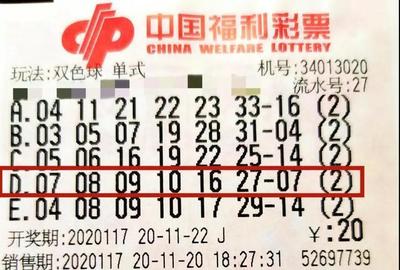 中国福利彩票
CHINA WELFARE LOTTERY
玩法:双色球 单式 机号:34013020
流水号:27
A.04 11 21 22 23 33-16 (2)
B.03 05 07 19 28 31-04 (2)
C.05 06 16 19 22 25-14 (2)
D.07 08 09 10 16 27-07 (2)
E.04 08 09 10 17 29-14 (2)
开奖期:2020117 20-11-22 J ¥:20
销售期:2020117 20-11-20 18:27:31 52697739